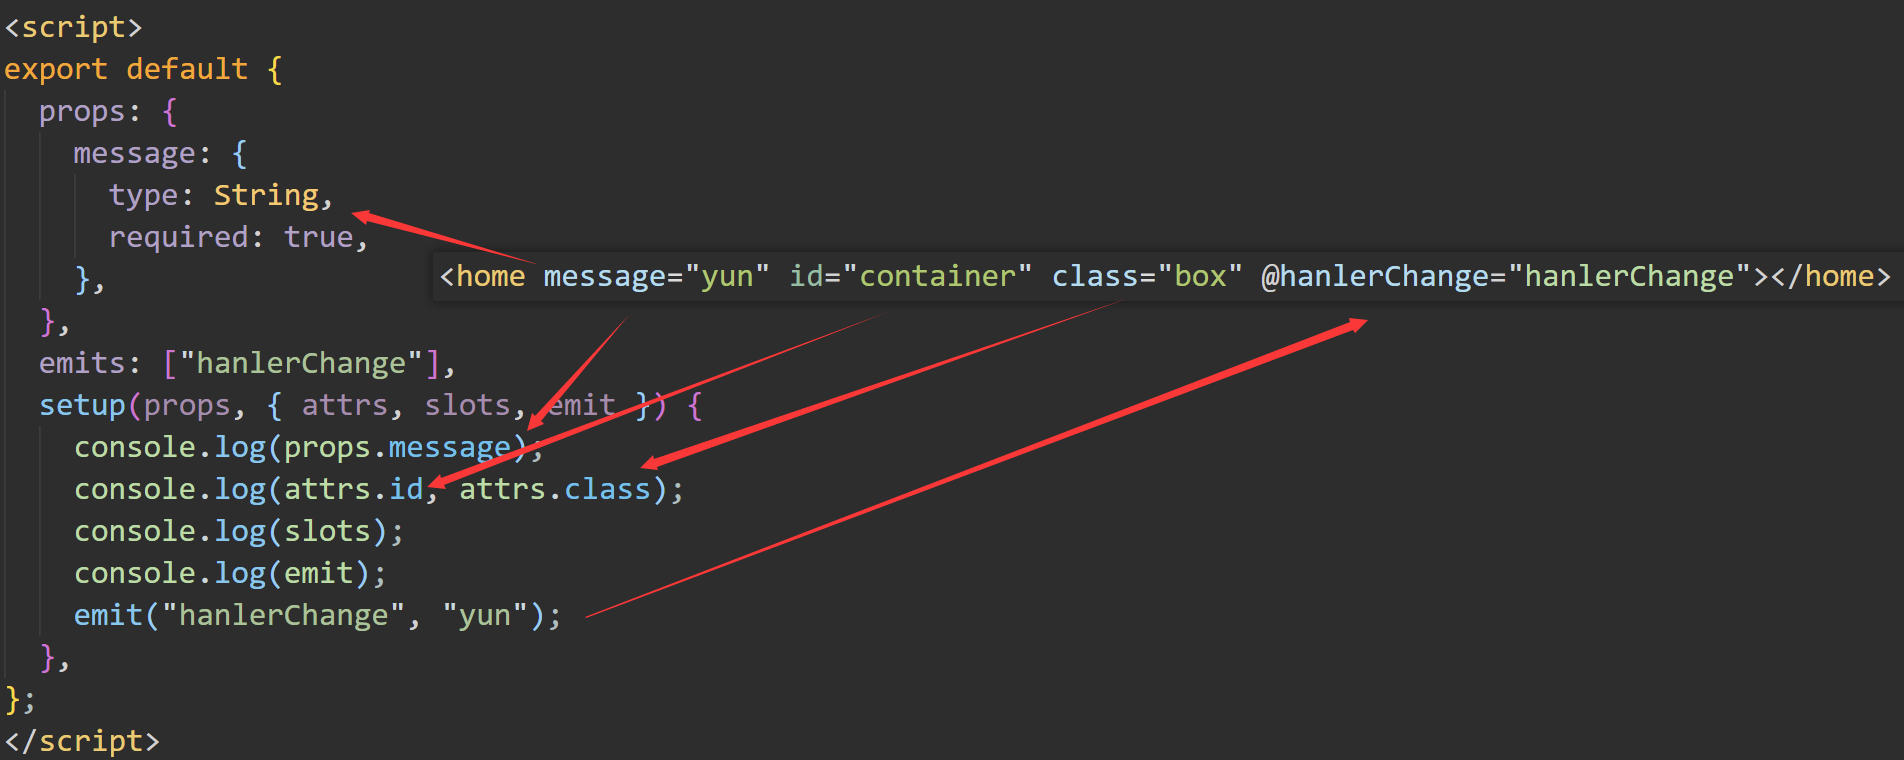 <script>
export default {
props: {
message: {
type: String,
required: true,
},
<home message="yun" id="container" class="box" @hanlerChange="hanlerChange"></home>
},
emits: ["hanlerChange"],
setup(props, { attrs, slots, emit }) {
console.log(props.message);
console.log(attrs.id, attrs.class);
console.log(slots);
console.log(emit);
emit("hanlerChange", "yun");
},
};
</script>